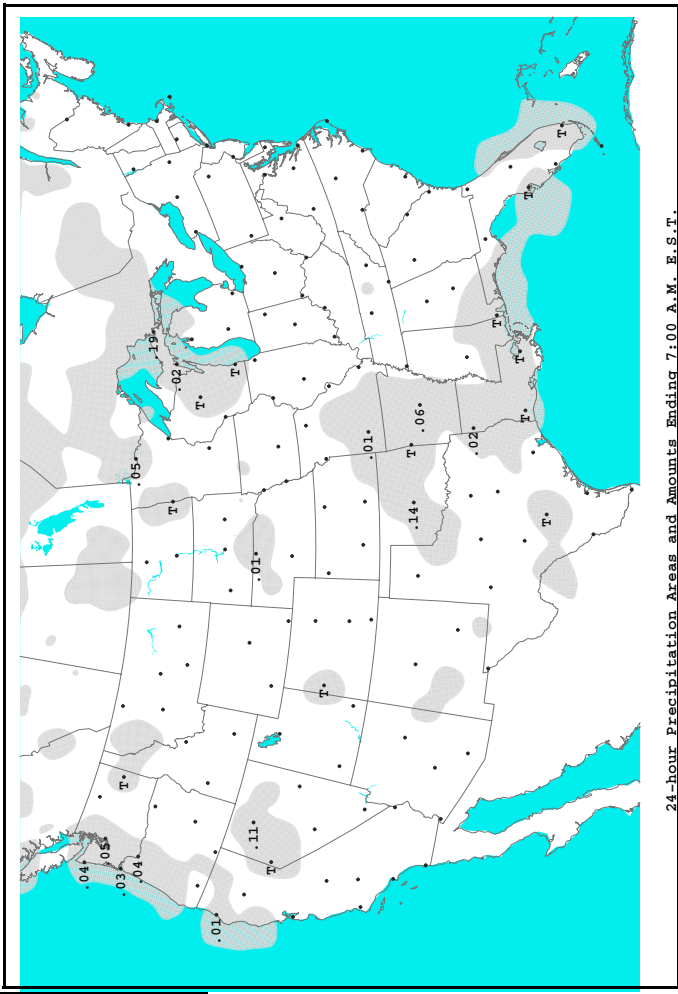 .04
.05
.03
T
.04
.05
.19
T
.02
T
.01
T
.11
.01
T
T
.01
T
.14
.06
.02
T
T
T
T
T
T
24-hour Precipitation Areas and Amounts Ending 7:00 A.M. E.S.T.